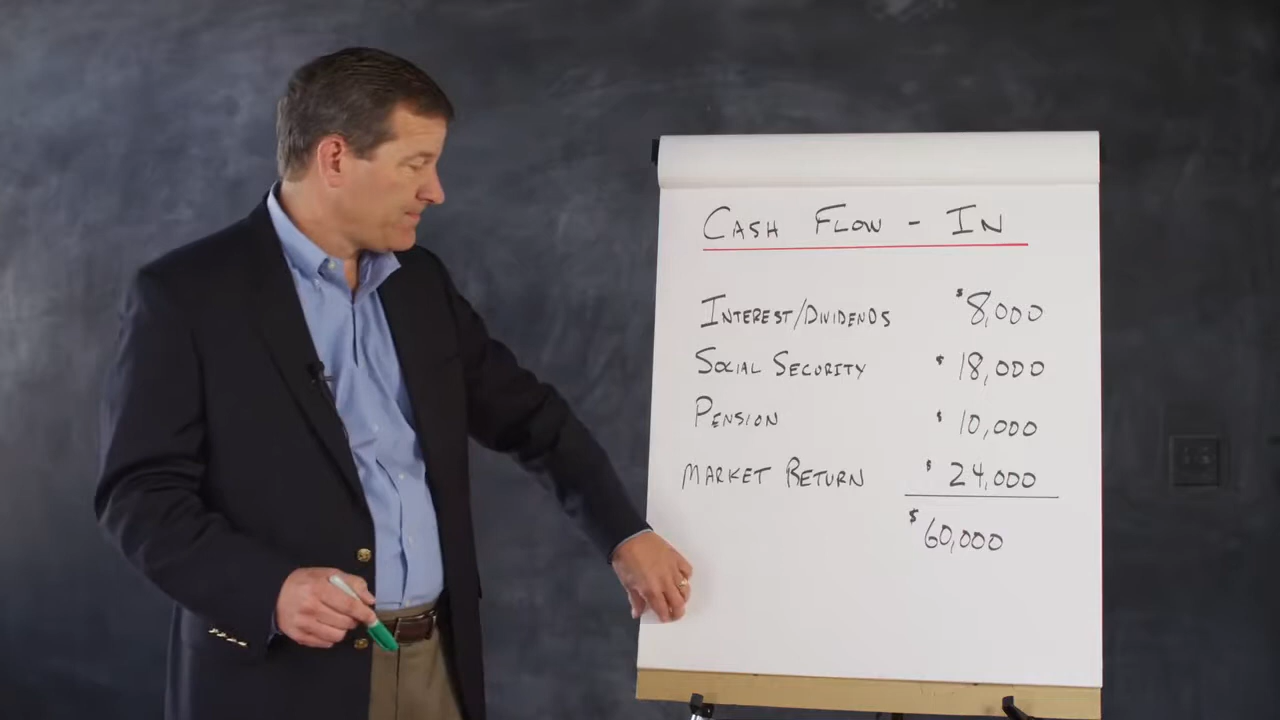 CASH FLOW - IN
INTEREST/DIVIDENDS $8,000
SOCIAL SECURITY $18,000
PENSION $10,000
MARKET RETURN $24,000
$60,000